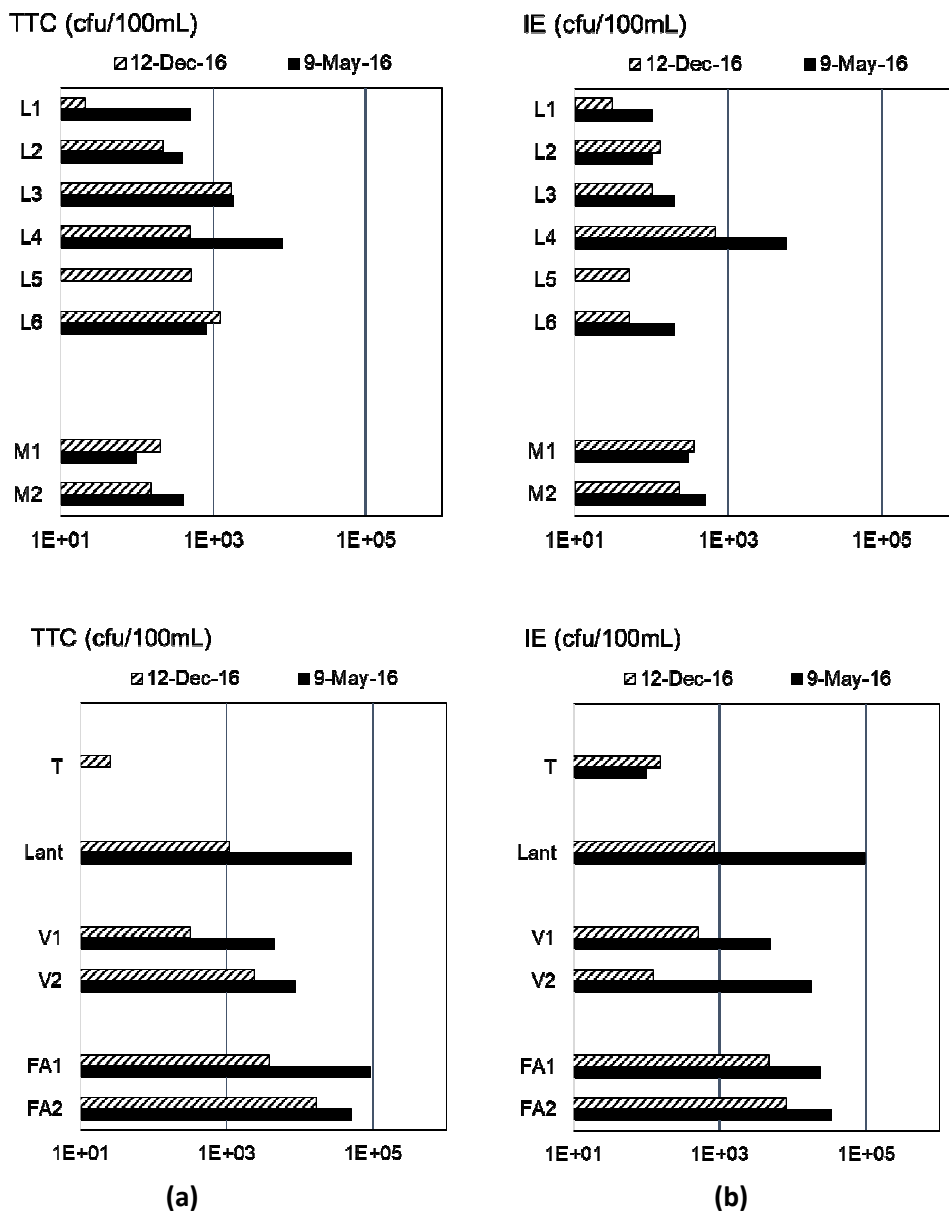 TTC (cfu/100mL)
12-Dec-16 9-May-16
L1
L2
L3
L4
L5
L6
M1
M2
1E+01 1E+03 1E+05
IE (cfu/100mL)
12-Dec-16 9-May-16
L1
L2
L3
L4
L5
L6
M1
M2
1E+01 1E+03 1E+05
TTC (cfu/100mL)
12-Dec-16 9-May-16
T
Lant
V1
V2
FA1
FA2
1E+01 1E+03 1E+05
(a)
IE (cfu/100mL)
12-Dec-16 9-May-16
T
Lant
V1
V2
FA1
FA2
1E+01 1E+03 1E+05
(b)